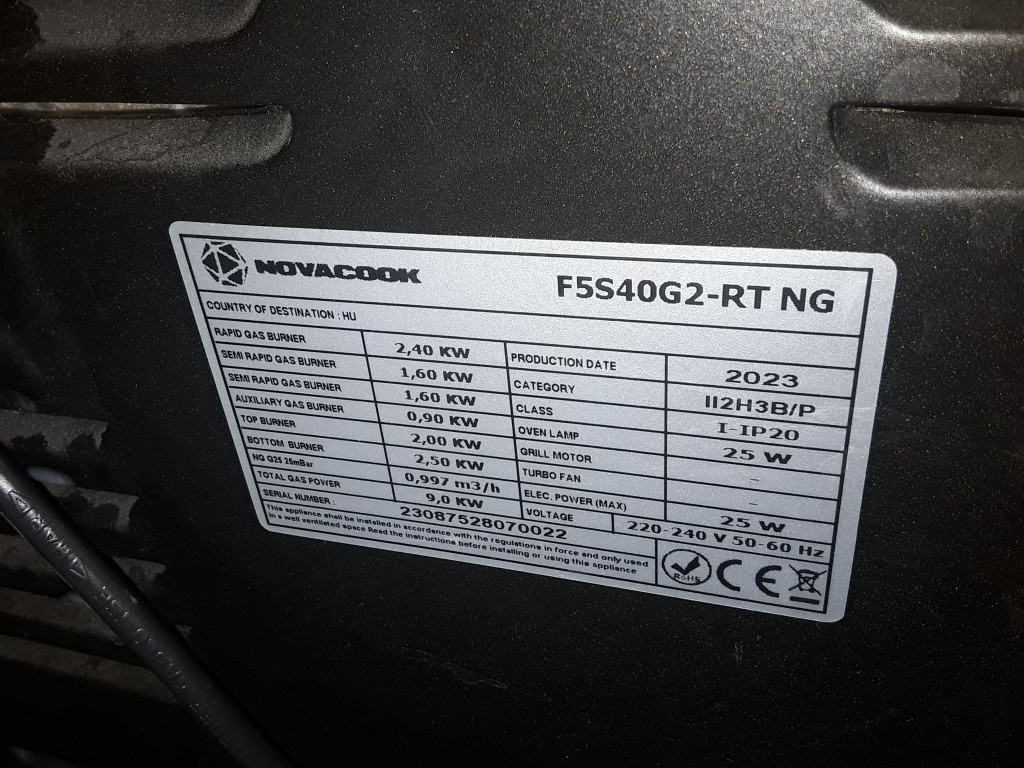 NOVACOOK
F5S40G2-RT NG
COUNTRY OF DESTINATION : HU
RAPID GAS BURNER 2,40 KW
SEMI RAPID GAS BURNER 1,60 KW
SEMI RAPID GAS BURNER 1,60 KW
AUXILIARY GAS BURNER 0,90 KW
TOP BURNER 2,00 KW
BOTTOM BURNER 2,50 KW
NG G25 25mBar 0,997 m3/h
TOTAL GAS POWER 9,0 KW
SERIAL NUMBER : 23087528070022
PRODUCTION DATE 2023
CATEGORY II2H3B/P
CLASS I-IP20
OVEN LAMP 25 W
GRILL MOTOR -
TURBO FAN -
ELEC. POWER (MAX) 25 W
VOLTAGE 220-240 V 50-60 Hz
This appliance shall be installed in accordance with the regulations in force and only used
in a well ventilated space Read the instructions before installing or using this appliance
RoHS CE